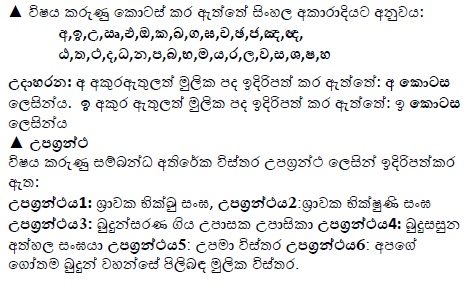 ▲ විෂය කරුණු කොටස් කර ඇත්තේ සිංහල අකාරාදියට අනුවය:
අ,ඉ,උ,සෘ,එ,ඔ,ක,ඛ,ග,ඝ,ච,ඡ,ජ,ඤ,ඥ,
ඨ,ත,ථ,ද,ධ,න,ප,බ,භ,ම,ය,ර,ල,ව,ස,ශ,ෂ,හ
උදාහරන: අ අකුරඇතුලත් මුලික පද ඉදිරිපත් කර ඇත්තේ: අ කොටස
ලෙසින්ය. ඉ අකුර ඇතුලත් මුලික පද ඉදිරිපත් කර ඇත්තේ: ඉ කොටස
ලෙසින්ය
▲ උපග්‍රන්ථ
විෂය කරුණු සම්බන්ධ අතිරේක විස්තර උපග්‍රන්ථ ලෙසින් ඉදිරිපත්කර
ඇත:
උපග්‍රන්ථය1: ශ්‍රාවක භික්ඛු සංඝ, උපග්‍රන්ථය2:ශ්‍රාවක භික්ෂුණි සංඝ
උපග්‍රන්ථය3: බුදුන්සරණ ගිය උපාසක උපාසිකා උපග්‍රන්ථය4: බුදුසසුන
අත්හල සංඝයා උපග්‍රන්ථය5: උපමා විස්තර උපග්‍රන්ථය6: අපගේ
ගෝතම බුදුන් වහන්සේ පිලිබඳ මුලික විස්තර.